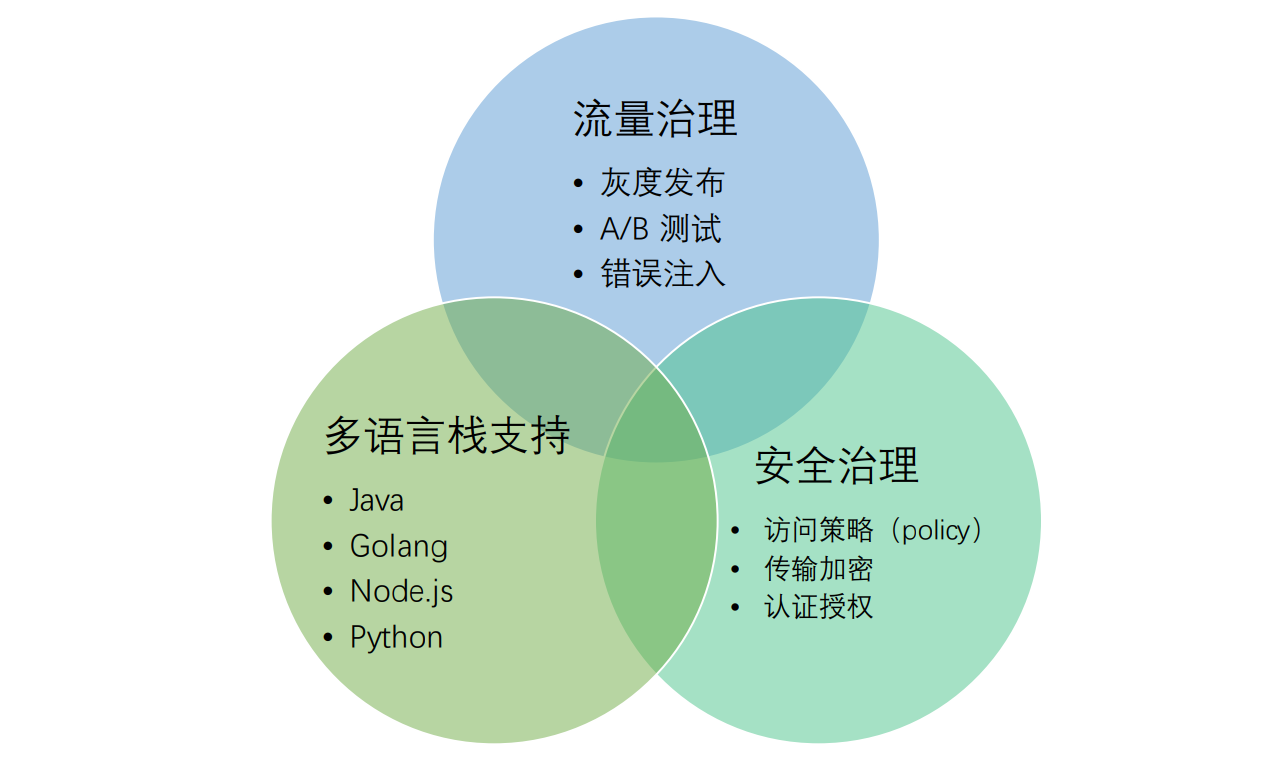 流量治理
• 灰度发布
• A/B 测试
• 错误注入
多语言栈支持
• Java
• Golang
• Node.js
• Python
安全治理
• 访问策略（policy）
• 传输加密
• 认证授权